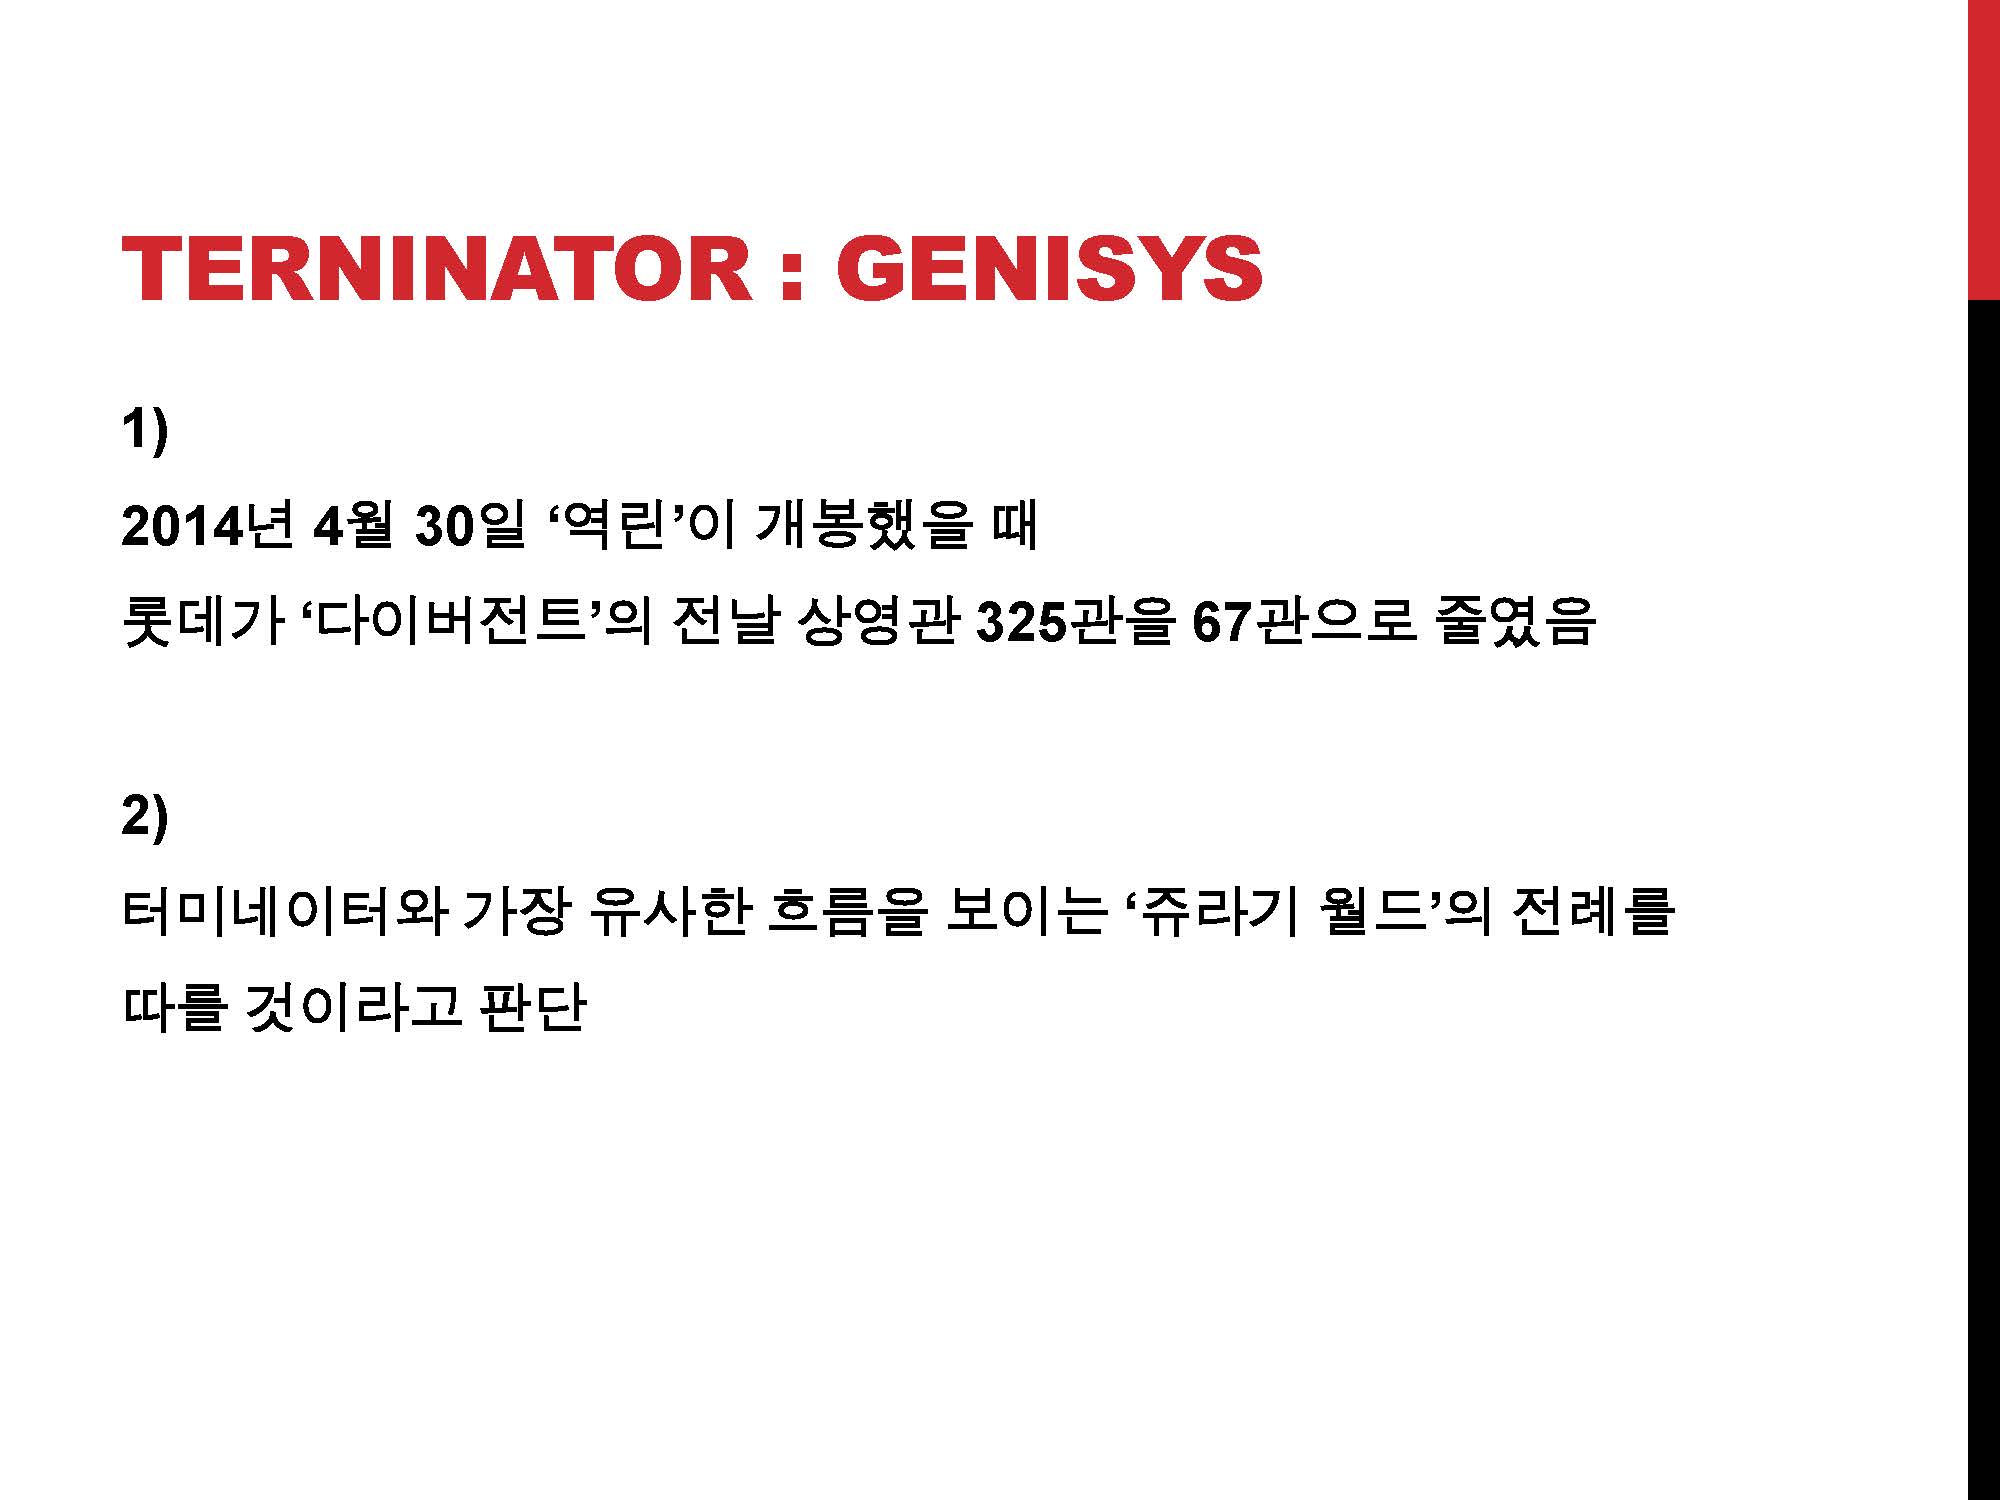 TERNINATOR : GENISYS
1)
2014년 4월 30일 ‘역린’이 개봉했을 때
롯데가 ‘다이버전트’의 전날 상영관 325관을 67관으로 줄였음
2)
터미네이터와 가장 유사한 흐름을 보이는 ‘쥬라기 월드’의 전례를
따를 것이라고 판단